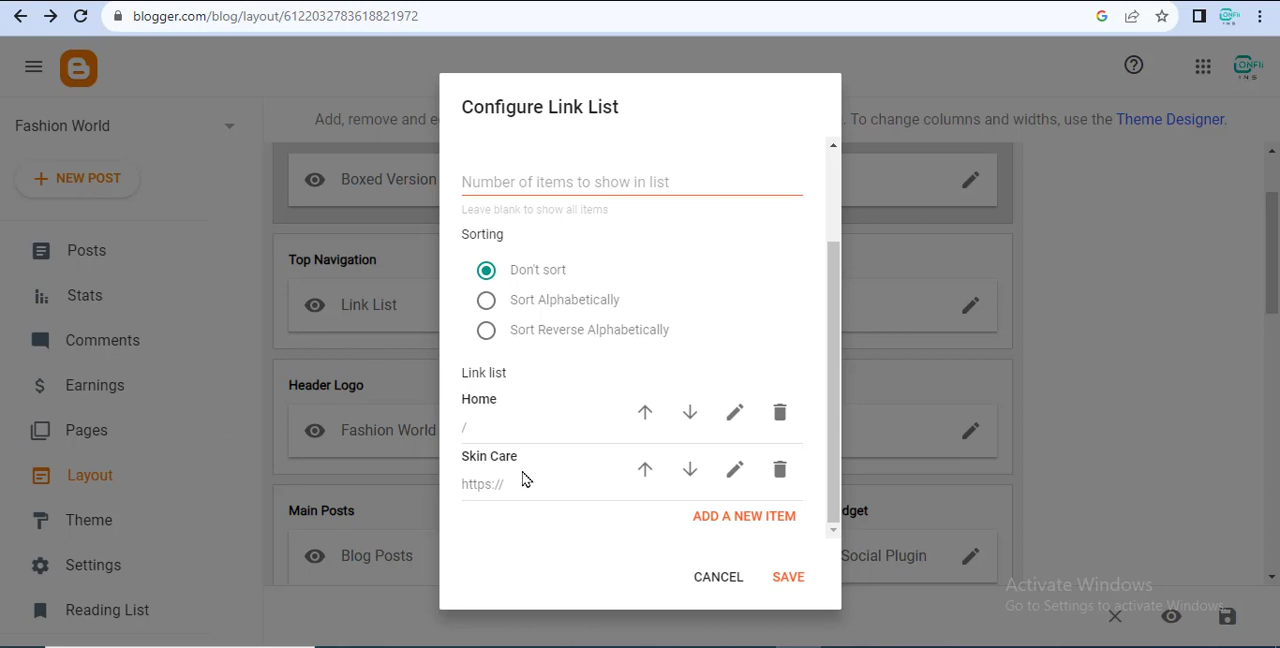 blogger.com/blog/layout/6122032783618821972
Fashion World
Add, remove and e
. To change columns and widths, use the Theme Designer.
NEW POST
Posts
Stats
Comments
Earnings
Pages
Layout
Theme
Settings
Reading List
Boxed Version
Top Navigation
Link List
Header Logo
Fashion World
Main Posts
Blog Posts
dget
Social Plugin
Configure Link List
Number of items to show in list
Leave blank to show all items
Sorting
Don't sort
Sort Alphabetically
Sort Reverse Alphabetically
Link list
Home
/
Skin Care
https://
ADD A NEW ITEM
CANCEL SAVE
Activate Windows
Go to Settings to activate Windows.